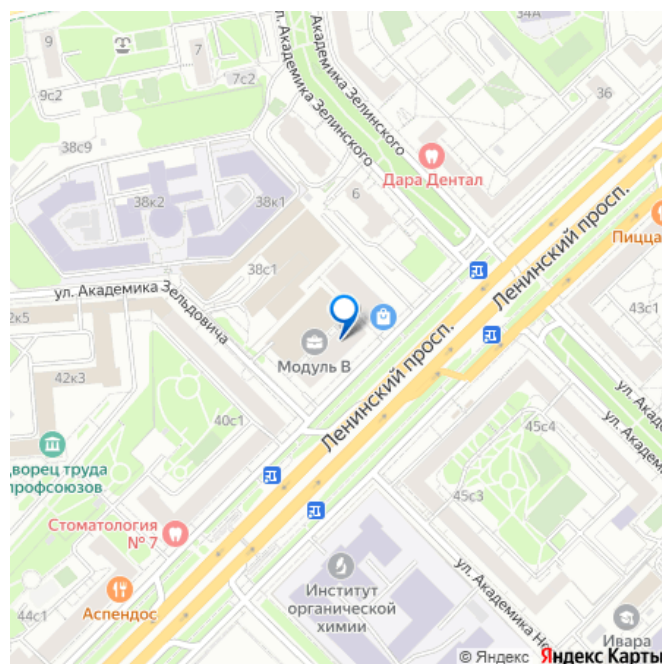 34А
9
7
7с2
9с2
ул. Академика Зелинского
Академика Зелинского
36
38с9
Дара Дентал
6
38к2
38к1
Ленинский просп.
Пицца
38с1
ул. Академика Зельдовича
43с1
2к5
Модуль В
Ленинский просп.
42к3
ул. Акад
ул. Академика
40с1
45с4
Дворец труда
профсоюзов
45с3
Стоматология
№ 7
Институт
органической
химии
ул. Академика Не
Аспендос
44с1
Ивара
© Яндекс Яндекс Карты